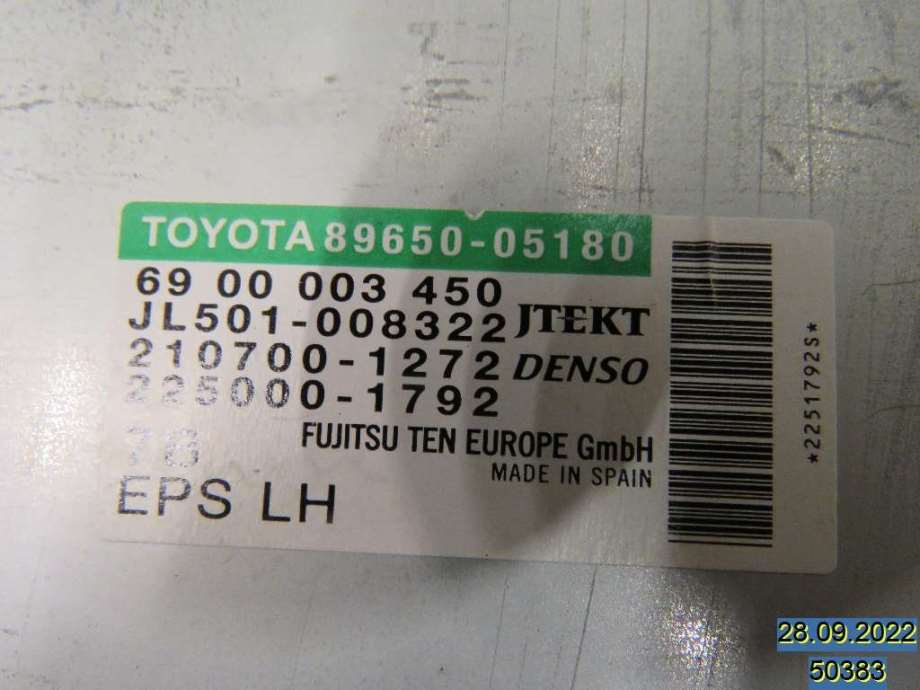 TOYOTA 89650-05180
69 00 003 450
JL501-008322 JTEKT
210700-1272 DENSO
225000-1792
FUJITSU TEN EUROPE GmbH
MADE IN SPAIN
EPS LH
*2251792S*
28.09.2022
50383